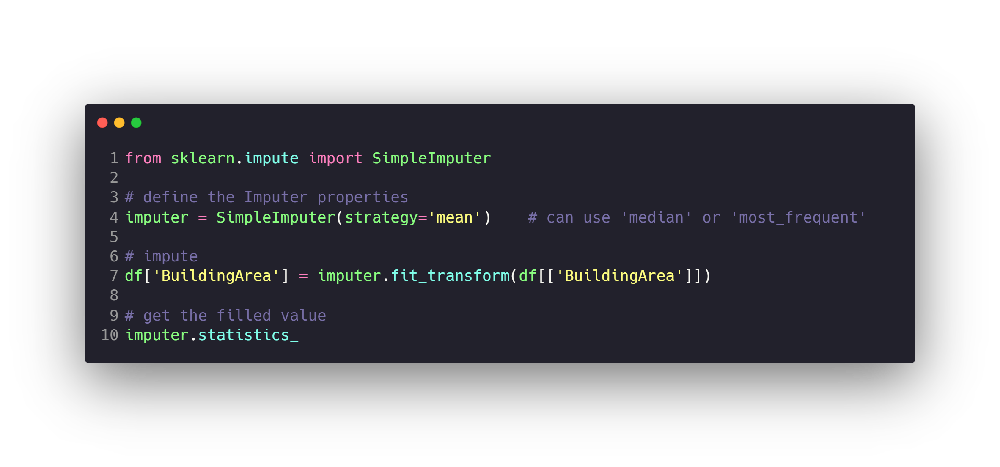 1 from sklearn.impute import SimpleImputer
2
3 # define the Imputer properties
4 imputer = SimpleImputer(strategy='mean')    # can use 'median' or 'most_frequent'
5
6 # impute
7 df['BuildingArea'] = imputer.fit_transform(df[['BuildingArea']])
8
9 # get the filled value
10 imputer.statistics_